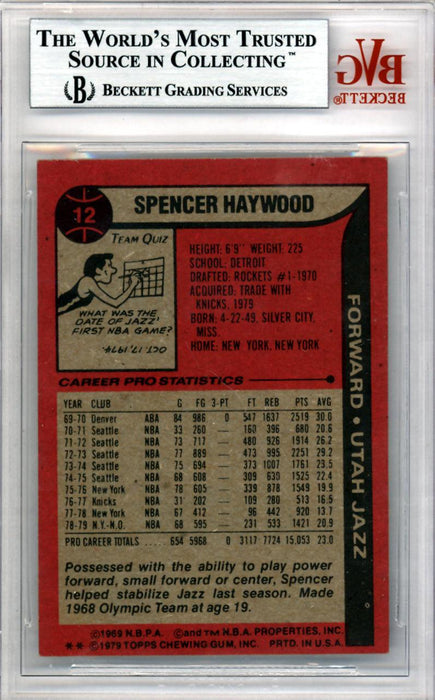 THE WORLD'S MOST TRUSTED
SOURCE IN COLLECTING™
B BECKETT GRADING SERVICES
BVG
BECKETT®
12
SPENCER HAYWOOD
TEAM QUIZ
WHAT WAS THE
DATE OF JAZZ'
FIRST NBA GAME?
OCT. 17, 1974.
HEIGHT: 6'9" WEIGHT: 225
SCHOOL: DETROIT
DRAFTED: ROCKETS #1-1970
ACQUIRED: TRADE WITH
KNICKS, 1979
BORN: 4-22-49, SILVER CITY,
MISS.
HOME: NEW YORK, NEW YORK
FORWARD • UTAH JAZZ
CAREER PRO STATISTICS
YEAR CLUB G FG 3-PT FT REB PTS AVG
69-70 Denver ABA 84 986 0 547 1637 2519 30.0
70-71 Seattle NBA 33 260 — 160 396 680 20.6
71-72 Seattle NBA 73 717 — 480 926 1914 26.2
72-73 Seattle NBA 77 889 — 473 995 2251 29.2
73-74 Seattle NBA 75 694 — 373 1007 1761 23.5
74-75 Seattle NBA 68 608 — 309 639 1525 22.4
75-76 New York NBA 78 605 — 339 878 1549 19.9
76-77 Knicks NBA 31 202 — 109 280 513 16.5
77-78 New York NBA 67 412 — 96 442 920 13.7
78-79 N.Y.-N.O. NBA 68 595 — 231 533 1421 20.9
PRO CAREER TOTALS ..... 654 5968 0 3117 7724 15,053 23.0
Possessed with the ability to play power
forward, small forward or center, Spencer
helped stabilize Jazz last season. Made
1968 Olympic Team at age 19.
©1969 N.B.P.A. ©and TM N.B.A. PROPERTIES, INC.
** ©1979 TOPPS CHEWING GUM, INC. PRTD. IN U.S.A.